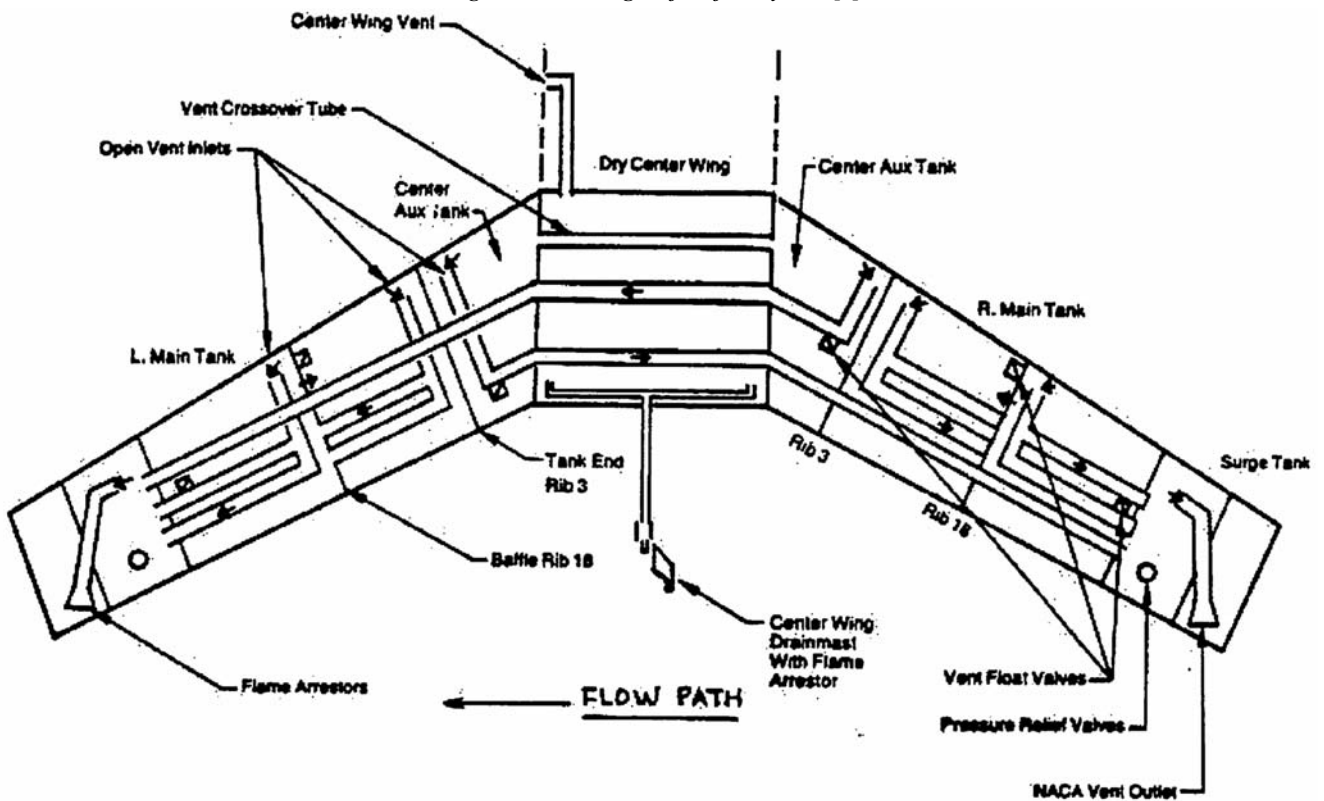 Center Wing Vent
Vent Crossover Tube
Open Vent Inlets
Dry Center Wing
Center Aux Tank
Center
Aux Tank
R. Main Tank
L. Main Tank
Tank End
Rib 3
Rib 3
Surge Tank
Rib 18
Baffle Rib 18
Center Wing
Drainmast
With Flame
Arrestor
Flame Arrestors
FLOW PATH
Vent Float Valves
Pressure Relief Valves
NACA Vent Outlet